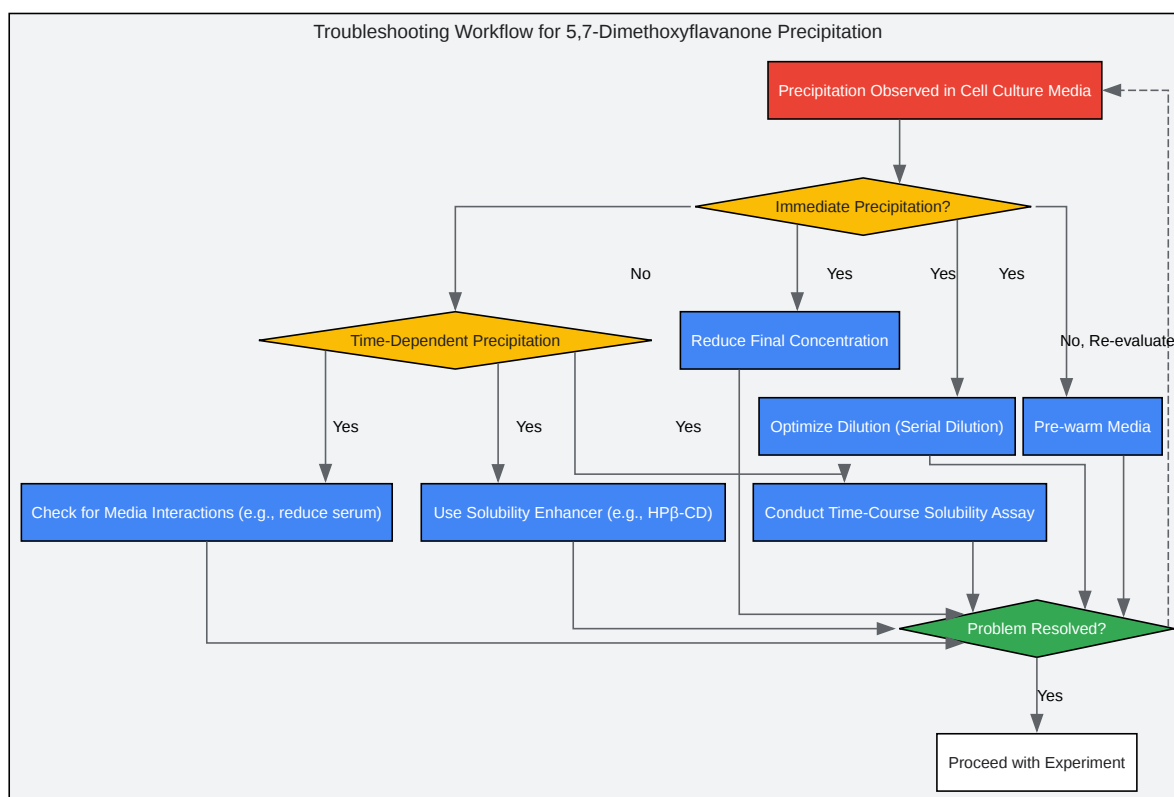 Troubleshooting Workflow for 5,7-Dimethoxyflavanone Precipitation
Precipitation Observed in Cell Culture Media
Immediate Precipitation?
No
Yes
Yes
Yes
Time-Dependent Precipitation
Reduce Final Concentration
No, Re-evaluate
Optimize Dilution (Serial Dilution)
Pre-warm Media
Yes
Yes
Yes
Check for Media Interactions (e.g., reduce serum)
Use Solubility Enhancer (e.g., HPβ-CD)
Conduct Time-Course Solubility Assay
Problem Resolved?
Yes
Proceed with Experiment